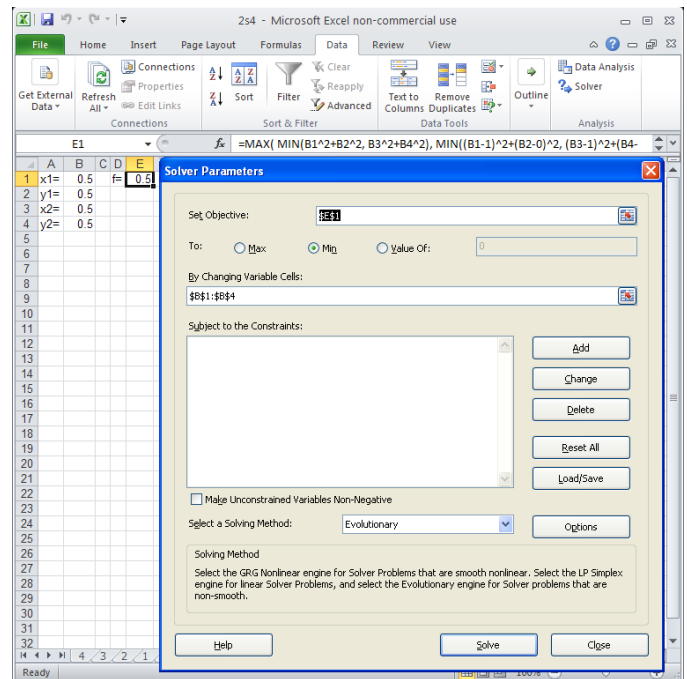 2s4 - Microsoft Excel non-commercial use
File Home Insert Page Layout Formulas Data Review View
Get External Data
Refresh All
Connections
Properties
Edit Links
Connections
Sort
Filter
Clear
Reapply
Advanced
Sort & Filter
Text to Columns
Remove Duplicates
Data Tools
Outline
Data Analysis
Solver
Analysis
E1 fx =MAX( MIN(B1^2+B2^2, B3^2+B4^2), MIN((B1-1)^2+(B2-0)^2, (B3-1)^2+(B4-
A B C D E
1 x1= 0.5 f= 0.5
2 y1= 0.5
3 x2= 0.5
4 y2= 0.5
5
6
7
8
9
10
11
12
13
14
15
16
17
18
19
20
21
22
23
24
25
26
27
28
29
30
31
32
Solver Parameters
Set Objective: $E$1
To: Max Min Value Of: 0
By Changing Variable Cells:
$B$1:$B$4
Subject to the Constraints:
Add
Change
Delete
Reset All
Load/Save
Make Unconstrained Variables Non-Negative
Select a Solving Method: Evolutionary Options
Solving Method
Select the GRG Nonlinear engine for Solver Problems that are smooth nonlinear. Select the LP Simplex
engine for linear Solver Problems, and select the Evolutionary engine for Solver problems that are
non-smooth.
Help Solve Close
4 3 2 1
Ready 100%